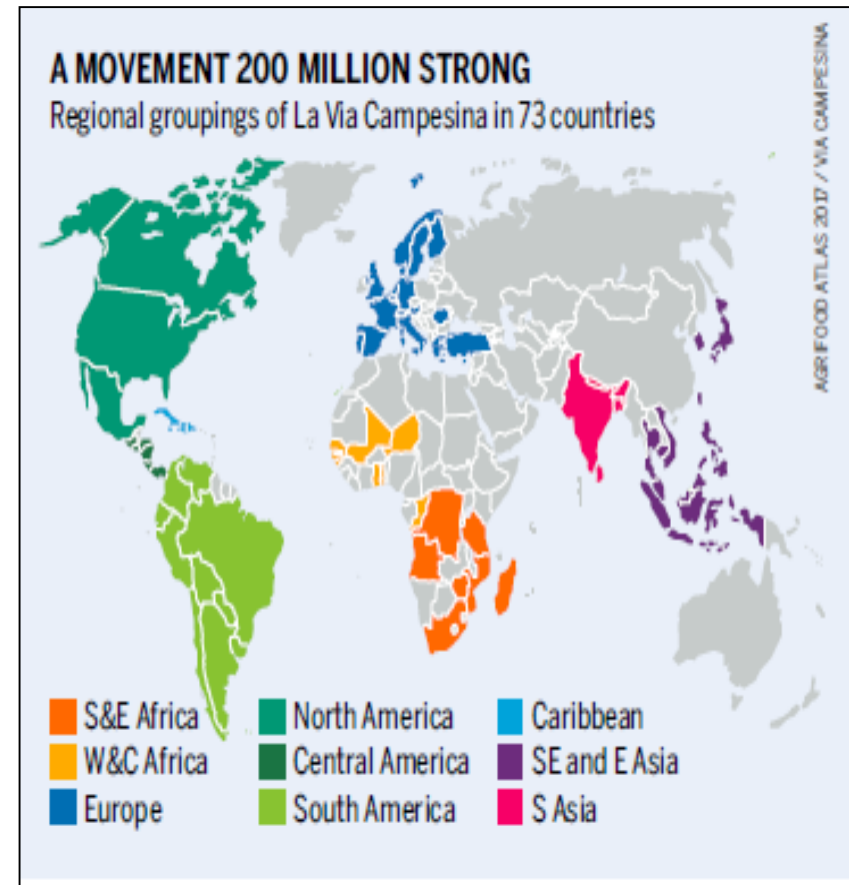 A MOVEMENT 200 MILLION STRONG
Regional groupings of La Via Campesina in 73 countries
AGRIFOOD ATLAS 2017 / VIA CAMPESINA
S&E Africa
W&C Africa
Europe
North America
Central America
South America
Caribbean
SE and E Asia
S Asia